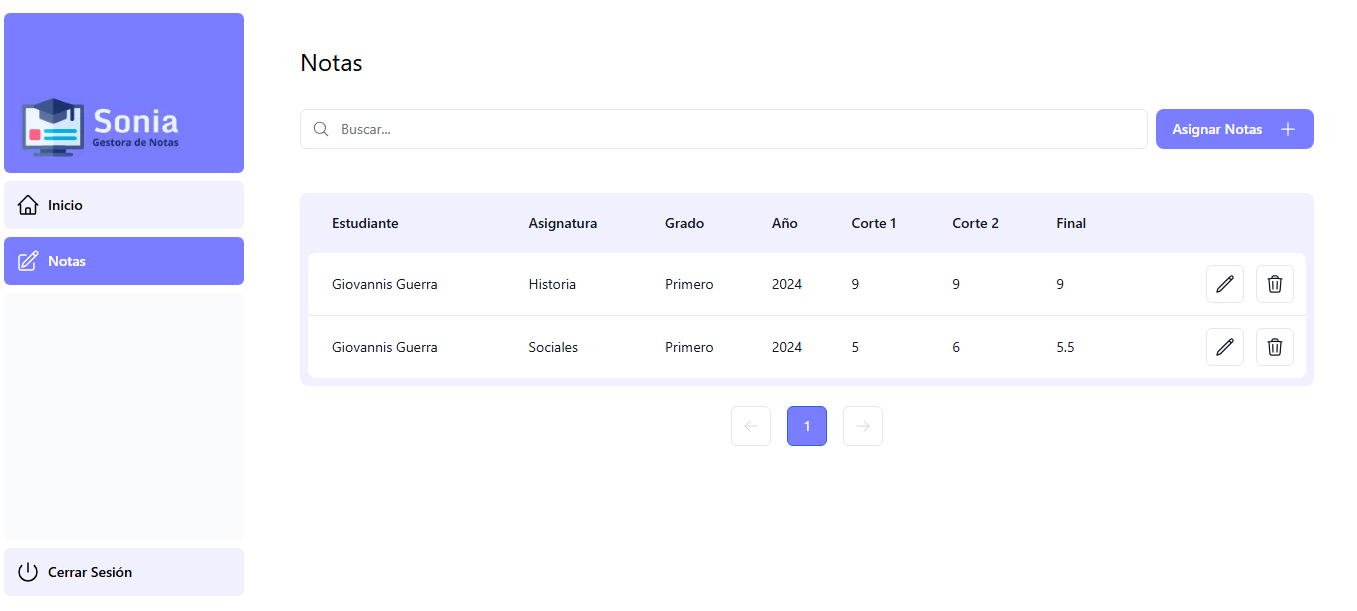 Sonia
Gestora de Notas
Inicio
Notas
Cerrar Sesión
Notas
Buscar...
Asignar Notas
Estudiante Asignatura Grado Año Corte 1 Corte 2 Final
Giovannis Guerra Historia Primero 2024 9 9 9
Giovannis Guerra Sociales Primero 2024 5 6 5.5
1